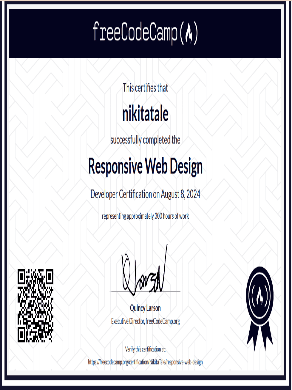 freeCodeCamp(🔥)
This certifies that
nikitatale
successfully completed the
Responsive Web Design
Developer Certification on August 8, 2024
representing approximately 300 hours of work
Quincy Larson
Executive Director, freeCodeCamp.org
Verify this certification at:
https://freecodecamp.org/certification/nikitaTale/responsive-web-design